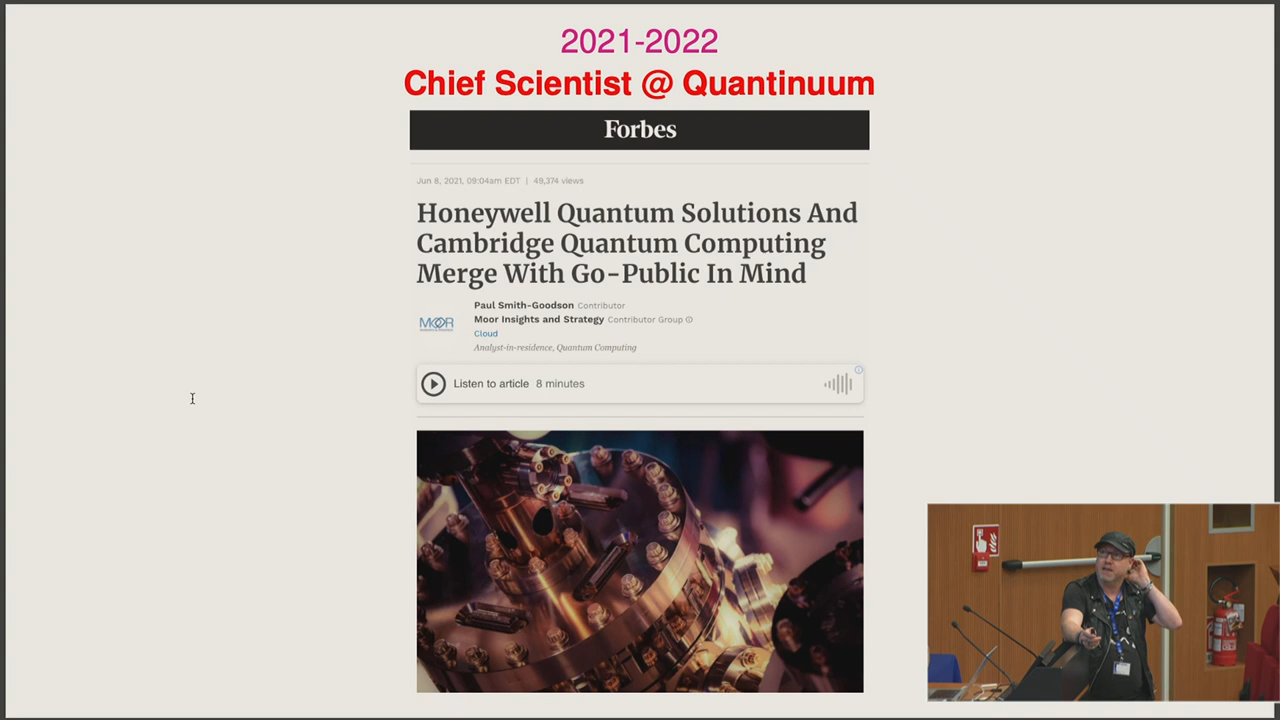 2021-2022
Chief Scientist @ Quantinuum
Forbes
Jun 8, 2021, 09:04am EDT | 49,374 views
Honeywell Quantum Solutions And
Cambridge Quantum Computing
Merge With Go-Public In Mind
Paul Smith-Goodson Contributor
Moor Insights and Strategy Contributor Group
Cloud
Analyst-in-residence, Quantum Computing
MOOR
Listen to article 8 minutes